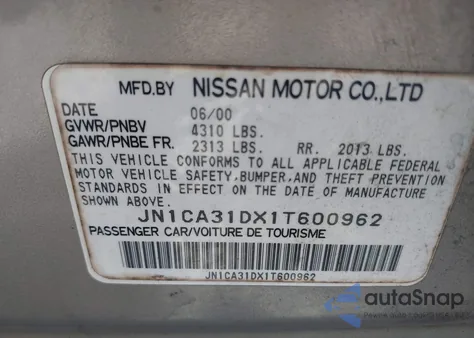 MFD.BY NISSAN MOTOR CO.,LTD
DATE 06/00
GVWR/PNBV 4310 LBS.
GAWR/PNBE FR. 2313 LBS. RR. 2013 LBS.
THIS VEHICLE CONFORMS TO ALL APPLICABLE FEDERAL
MOTOR VEHICLE SAFETY, BUMPER, AND THEFT PREVENTION
STANDARDS IN EFFECT ON THE DATE OF MANUFACTURE
SHOWN ABOVE.
JN1CA31DX1T600962
PASSENGER CAR/VOITURE DE TOURISME
JN1CA31DX1T600962
autoSnap